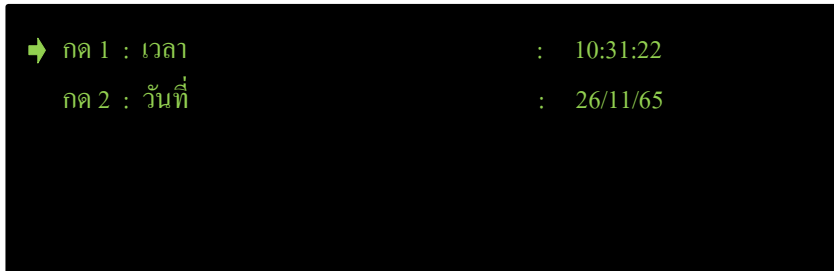 กด 1 : เวลา : 10:31:22
กด 2 : วันที่ : 26/11/65